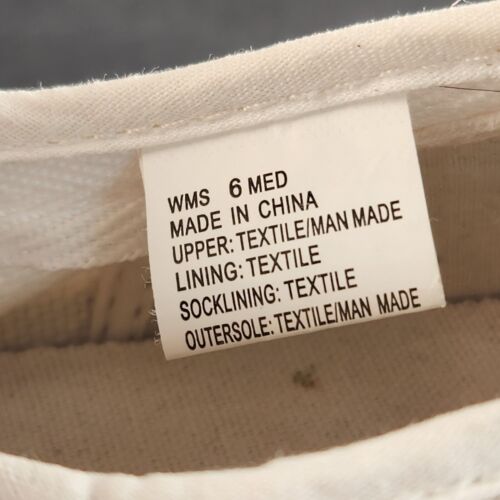 WMS 6 MED
MADE IN CHINA
UPPER: TEXTILE/MAN MADE
LINING: TEXTILE
SOCKLINING: TEXTILE
OUTERSOLE: TEXTILE/MAN MADE